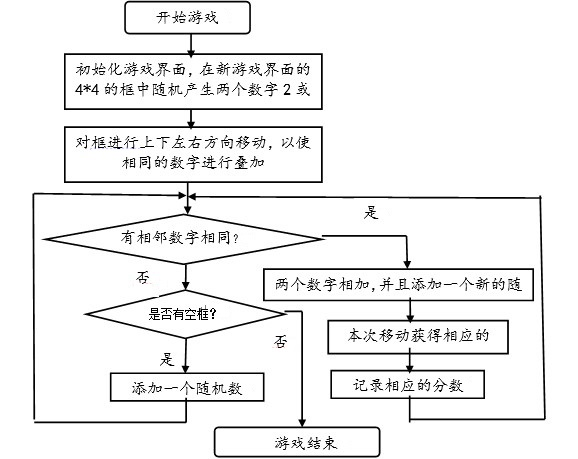 开始游戏
初始化游戏界面，在新游戏界面的
4*4的框中随机产生两个数字2或
对框进行上下左右方向移动，以使
相同的数字进行叠加
是
有相邻数字相同？
否
两个数字相加，并且添加一个新的随
是否有空框？
本次移动获得相应的
否
是
添加一个随机数
记录相应的分数
游戏结束